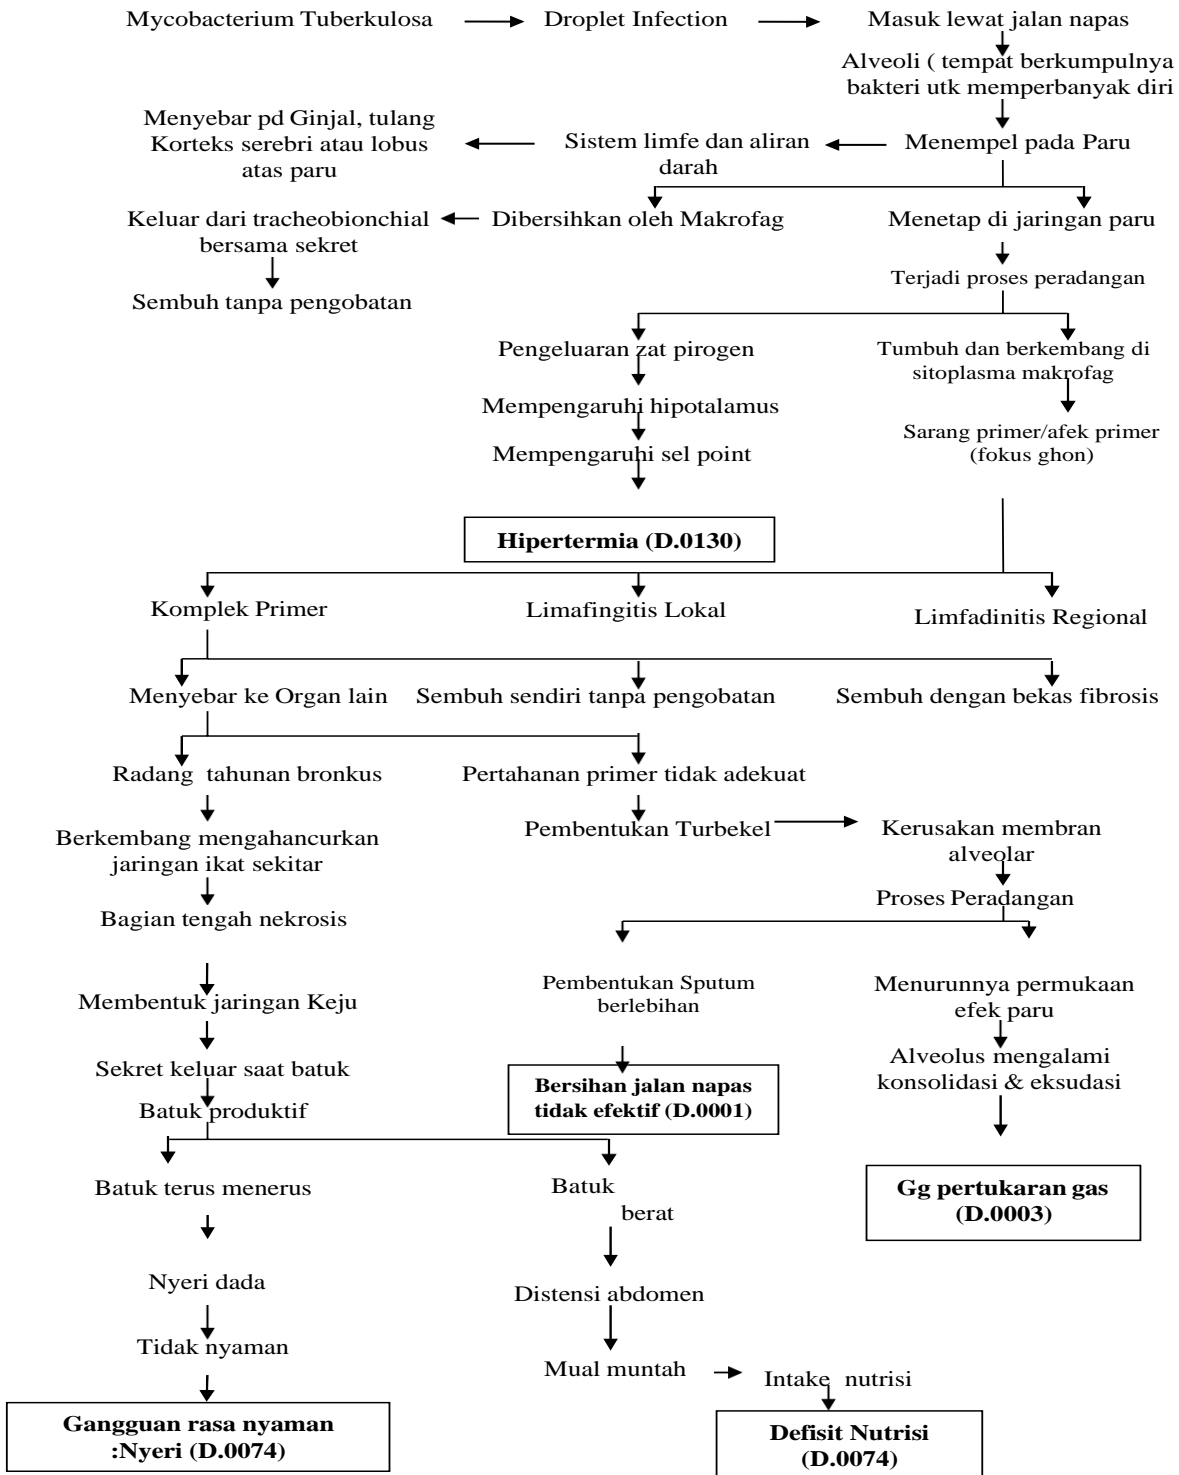 Mycobacterium Tuberkulosa
Droplet Infection
Masuk lewat jalan napas
Alveoli ( tempat berkumpulnya
bakteri utk memperbanyak diri
Menyebar pd Ginjal, tulang
Korteks serebri atau lobus
atas paru
Sistem limfe dan aliran
darah
Menempel pada Paru
Keluar dari tracheobionchial
bersama sekret
Dibersihkan oleh Makrofag
Menetap di jaringan paru
Sembuh tanpa pengobatan
Terjadi proses peradangan
Pengeluaran zat pirogen
Tumbuh dan berkembang di
sitoplasma makrofag
Mempengaruhi hipotalamus
Sarang primer/afek primer
(fokus ghon)
Mempengaruhi sel point
Hipertermia (D.0130)
Komplek Primer
Limafingitis Lokal
Limfadinitis Regional
Menyebar ke Organ lain
Sembuh sendiri tanpa pengobatan
Sembuh dengan bekas fibrosis
Radang tahunan bronkus
Pertahanan primer tidak adekuat
Berkembang mengahancurkan
jaringan ikat sekitar
Pembentukan Turbekel
Kerusakan membran
alveolar
Bagian tengah nekrosis
Proses Peradangan
Membentuk jaringan Keju
Pembentukan Sputum
berlebihan
Menurunnya permukaan
efek paru
Sekret keluar saat batuk
Alveolus mengalami
konsolidasi & eksudasi
Batuk produktif
Bersihan jalan napas
tidak efektif (D.0001)
Batuk terus menerus
Batuk
berat
Gg pertukaran gas
(D.0003)
Nyeri dada
Distensi abdomen
Tidak nyaman
Mual muntah
Intake nutrisi
Gangguan rasa nyaman
:Nyeri (D.0074)
Defisit Nutrisi
(D.0074)